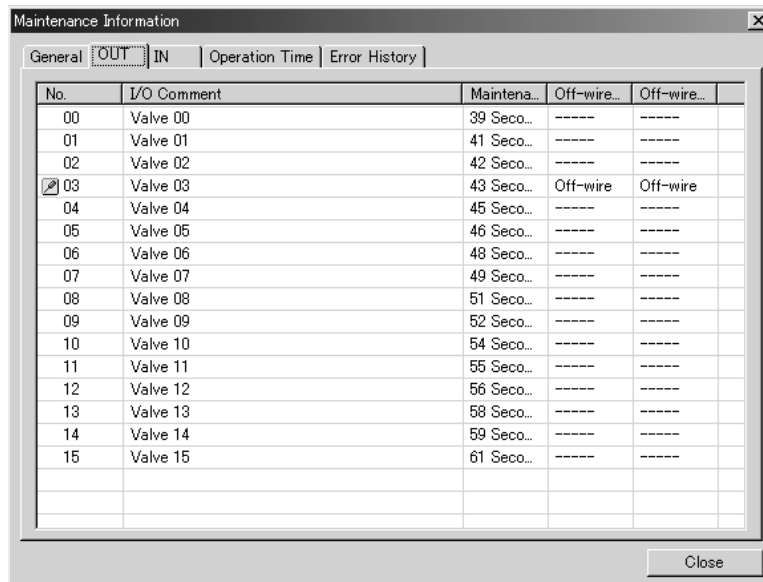 Maintenance Information
General OUT IN Operation Time Error History
No. I/O Comment Maintena... Off-wire... Off-wire...
00 Valve 00 39 Seco... ----- -----
01 Valve 01 41 Seco... ----- -----
02 Valve 02 42 Seco... ----- -----
03 Valve 03 43 Seco... Off-wire Off-wire
04 Valve 04 45 Seco... ----- -----
05 Valve 05 46 Seco... ----- -----
06 Valve 06 48 Seco... ----- -----
07 Valve 07 49 Seco... ----- -----
08 Valve 08 51 Seco... ----- -----
09 Valve 09 52 Seco... ----- -----
10 Valve 10 54 Seco... ----- -----
11 Valve 11 55 Seco... ----- -----
12 Valve 12 56 Seco... ----- -----
13 Valve 13 58 Seco... ----- -----
14 Valve 14 59 Seco... ----- -----
15 Valve 15 61 Seco... ----- -----
Close